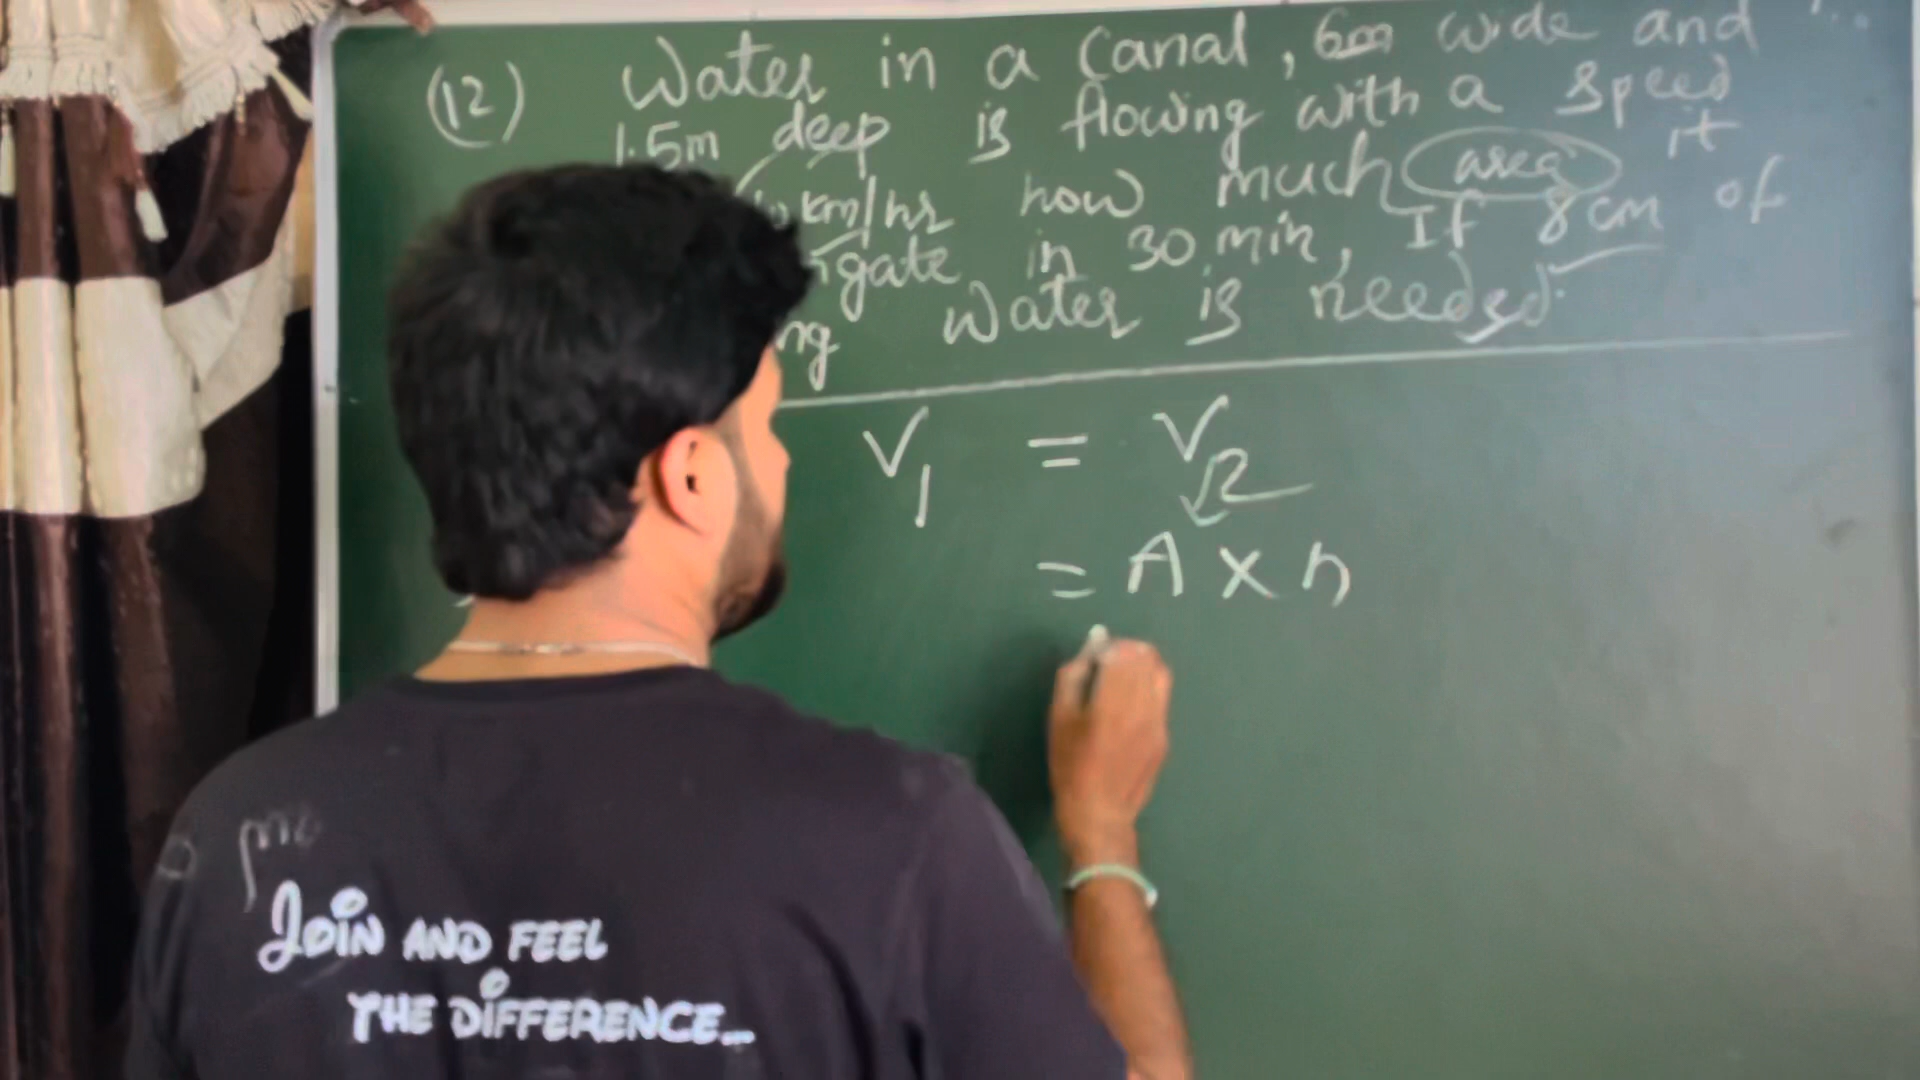 (12) Water in a Canal, 6m wide and
1.5m deep is flowing with a speed
km/hr how much area it
igate in 30 min, If 8cm of
ng Water is needed.
V1 = V2
= A x h
JOIN AND FEEL
THE DIFFERENCE...